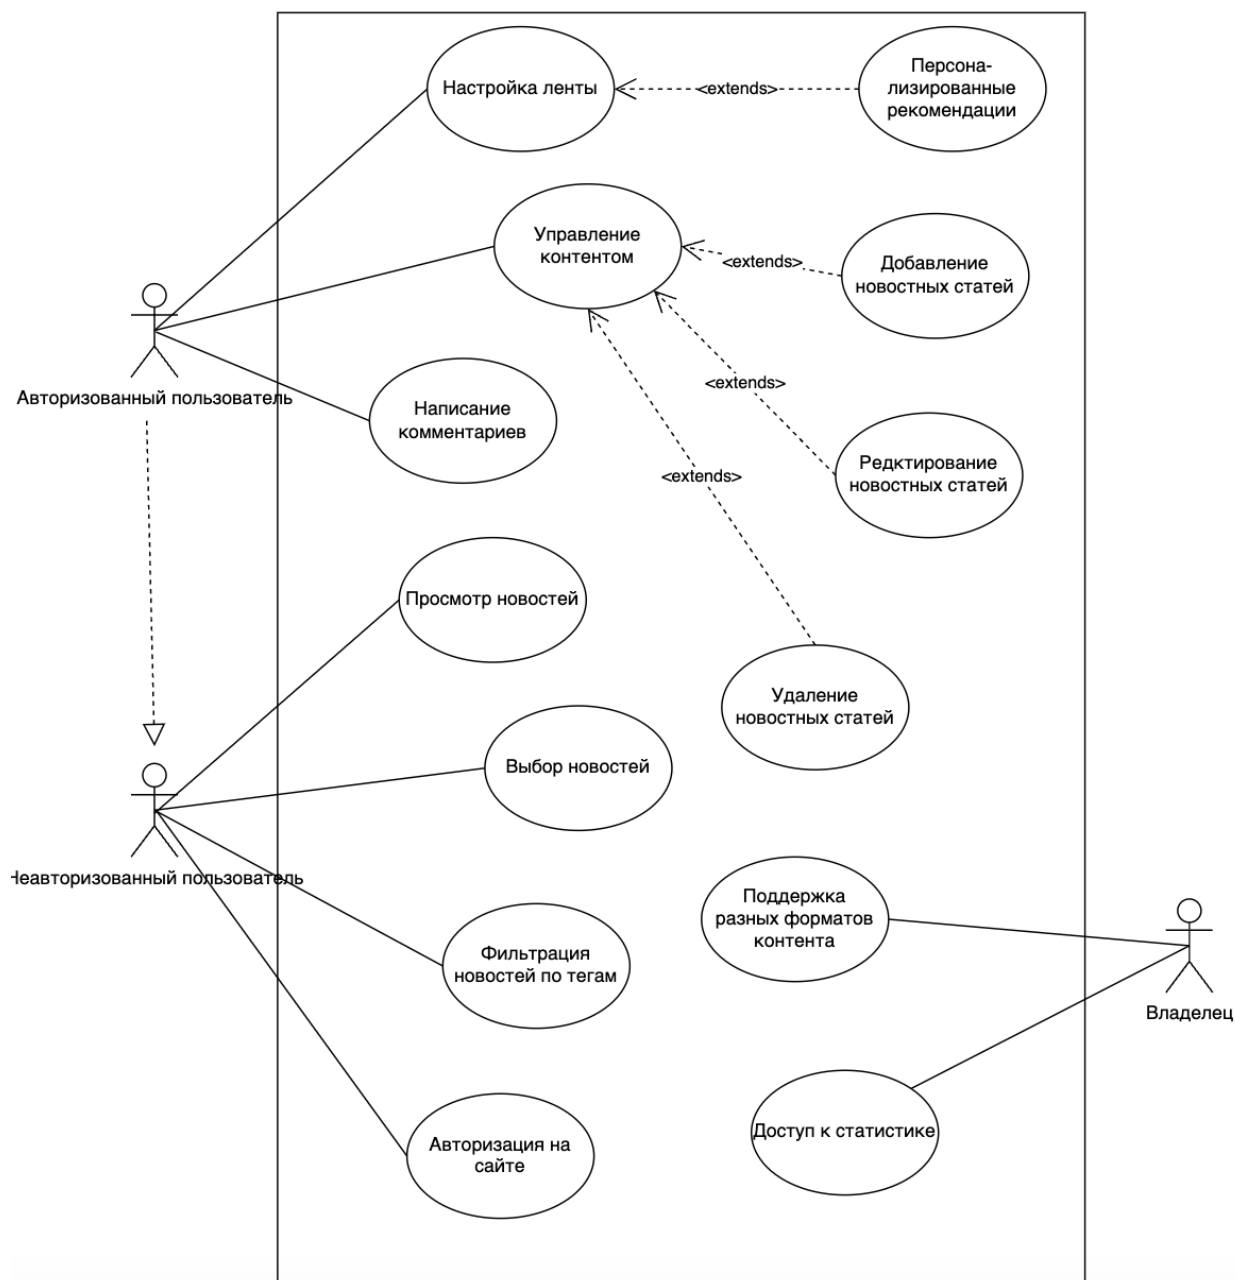 Настройка ленты
<extends>
Персона-
лизированные
рекомендации
Управление
контентом
<extends>
Добавление
новостных статей
<extends>
Авторизованный пользователь
Написание
комментариев
<extends>
Редктирование
новостных статей
Просмотр новостей
Удаление
новостных статей
Выбор новостей
Неавторизованный пользователь
Поддержка
разных форматов
контента
Фильтрация
новостей по тегам
Владелец
Доступ к статистике
Авторизация на
сайте